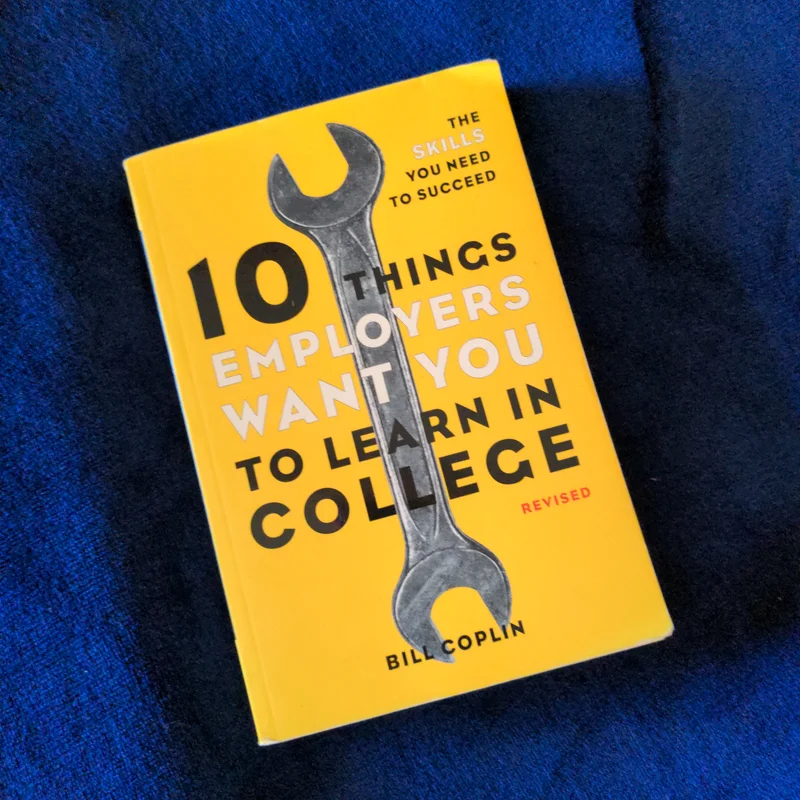 THE
SKILLS
YOU NEED
TO SUCCEED
10 THINGS
EMPLOYERS
WANT YOU
TO LEARN IN
COLLEGE
REVISED
BILL COPLIN